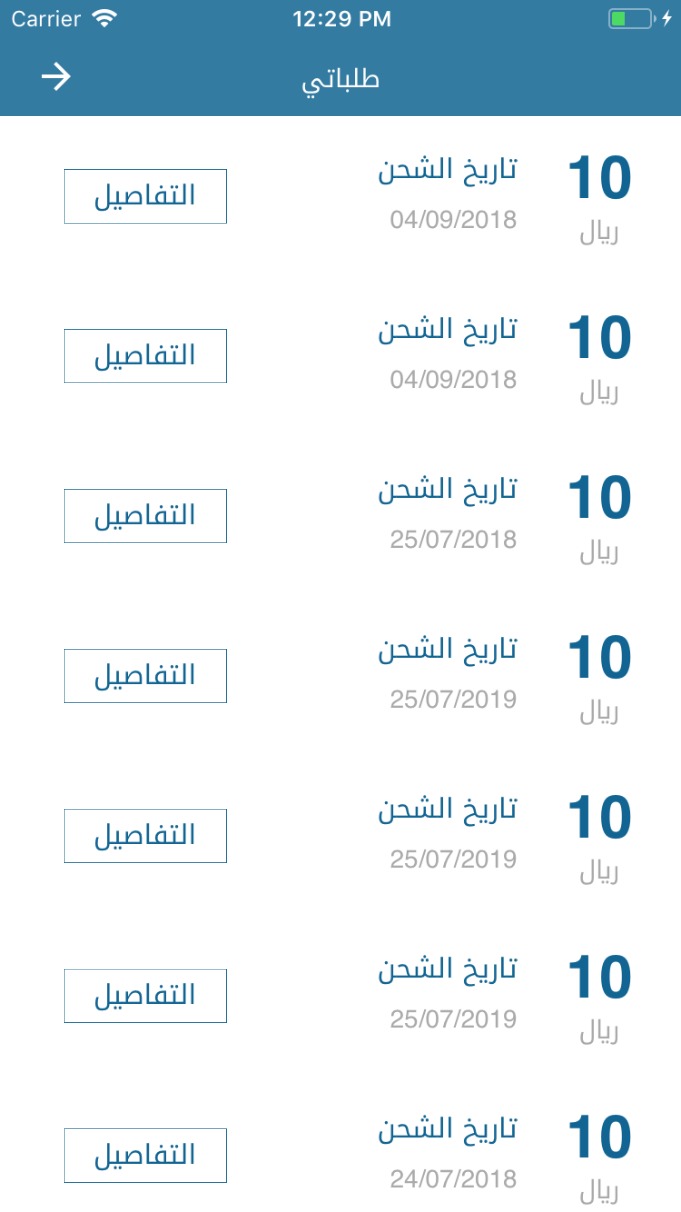 Carrier 12:29 PM
طلباتي
10
ريال
تاريخ الشحن
04/09/2018
التفاصيل
10
ريال
تاريخ الشحن
04/09/2018
التفاصيل
10
ريال
تاريخ الشحن
25/07/2018
التفاصيل
10
ريال
تاريخ الشحن
25/07/2019
التفاصيل
10
ريال
تاريخ الشحن
25/07/2019
التفاصيل
10
ريال
تاريخ الشحن
25/07/2019
التفاصيل
10
ريال
تاريخ الشحن
24/07/2018
التفاصيل